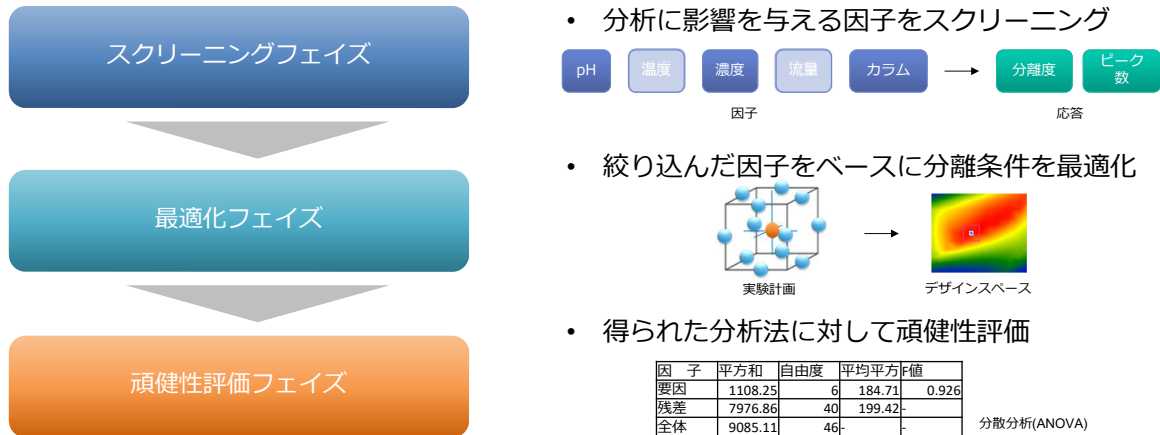 スクリーニングフェイズ
• 分析に影響を与える因子をスクリーニング
pH 温度 濃度 流量 カラム 分離度 ピーク
数
因子 応答
最適化フェイズ
• 絞り込んだ因子をベースに分離条件を最適化
実験計画 デザインスペース
頑健性評価フェイズ
• 得られた分析法に対して頑健性評価
因 子 平方和 自由度 平均平方 F値
要因 1108.25 6 184.71 0.926
残差 7976.86 40 199.42 -
全体 9085.11 46 - -
分散分析(ANOVA)